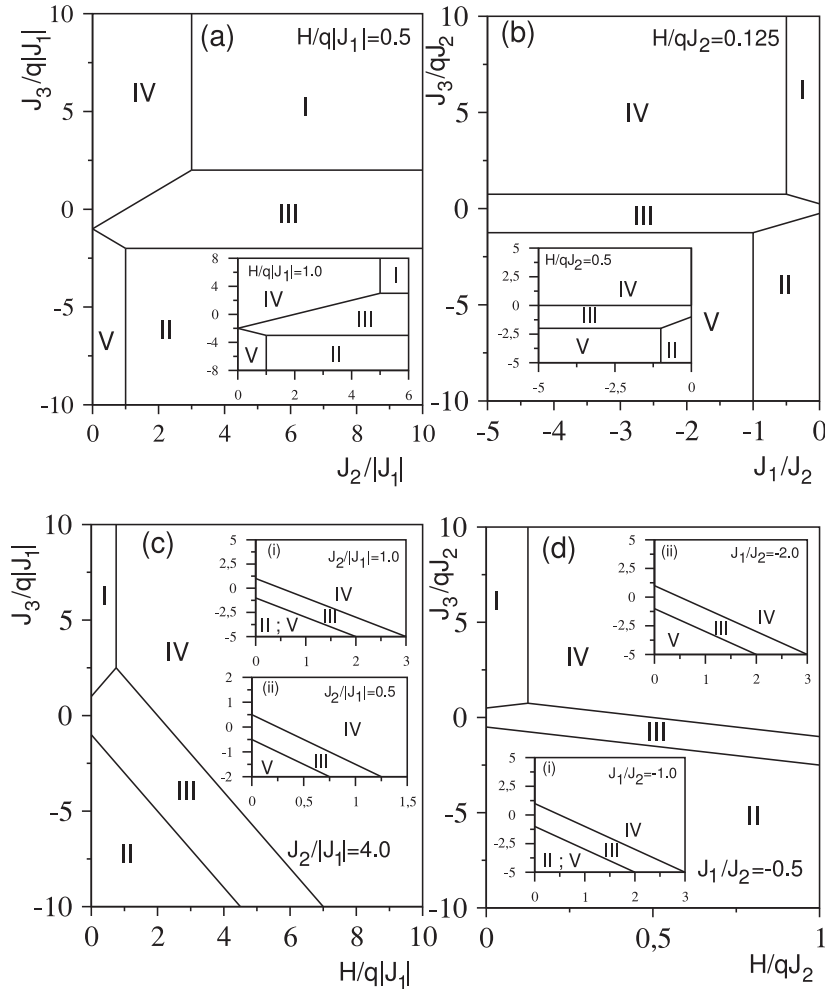 (a)
H/q|J₁|=0.5
J₃/q|J₁|
10
5
0
-5
-10
IV
I
III
V
II
H/q|J₁|=1.0
8
4
0
-4
-8
IV
I
III
V
II
0
2
4
6
0 2 4 6 8 10
J₂/|J₁|
(b)
H/qJ₂=0.125
J₃/qJ₂
10
5
0
-5
-10
IV
I
III
V
II
H/qJ₂=0.5
5
2,5
0
-2,5
-5
IV
III
V
II
-5
-2,5
0
-5 -4 -3 -2 -1 0
J₁/J₂
(c)
J₃/q|J₁|
10
5
0
-5
-10
I
IV
III
II
J₂/|J₁|=4.0
(i)
J₂/|J₁|=1.0
5
2,5
0
-2,5
-5
IV
III
II ; V
0 1 2 3
(ii)
J₂/|J₁|=0.5
2
1
0
-1
-2
IV
III
V
0 0,5 1 1,5
0 2 4 6 8 10
H/q|J₁|
(d)
J₃/qJ₂
10
5
0
-5
-10
I
IV
III
II
J₁/J₂=-0.5
(ii)
J₁/J₂=-2.0
5
2,5
0
-2,5
-5
IV
III
V
0 1 2 3
(i)
J₁/J₂=-1.0
5
2,5
0
-2,5
-5
IV
III
II ; V
0 1 2 3
0 0,5 1
H/qJ₂